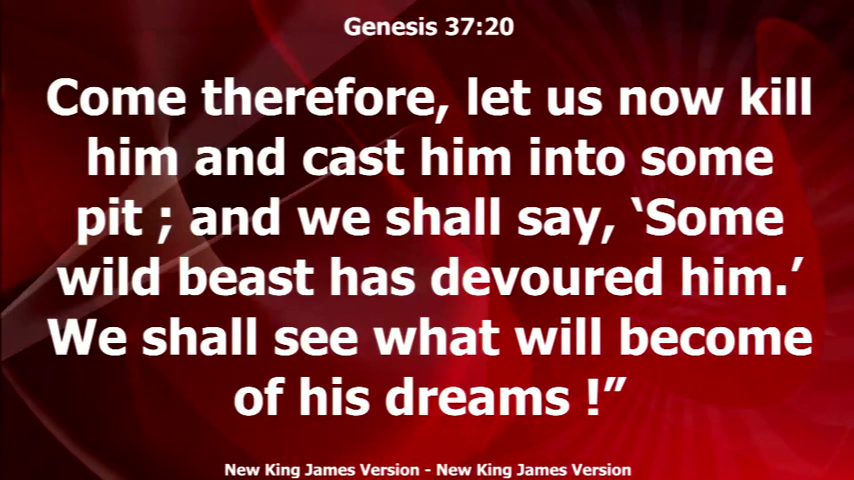 Genesis 37:20
Come therefore, let us now kill
him and cast him into some
pit ; and we shall say, ‘Some
wild beast has devoured him.’
We shall see what will become
of his dreams !”
New King James Version - New King James Version